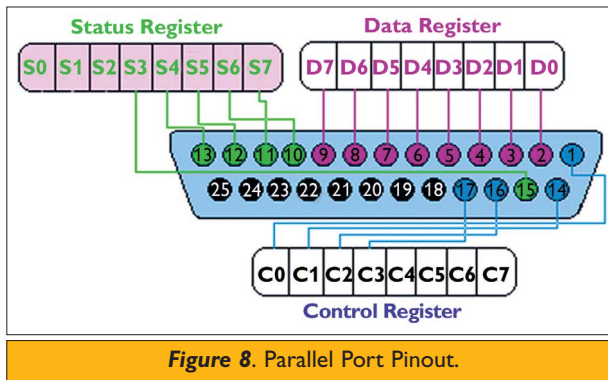 Status Register
Data Register
S0 S1 S2 S3 S4 S5 S6 S7
D7 D6 D5 D4 D3 D2 D1 D0
13 12 11 10 9 8 7 6 5 4 3 2 1
25 24 23 22 21 20 19 18 17 16 15 14
C0 C1 C2 C3 C4 C5 C6 C7
Control Register
Figure 8. Parallel Port Pinout.